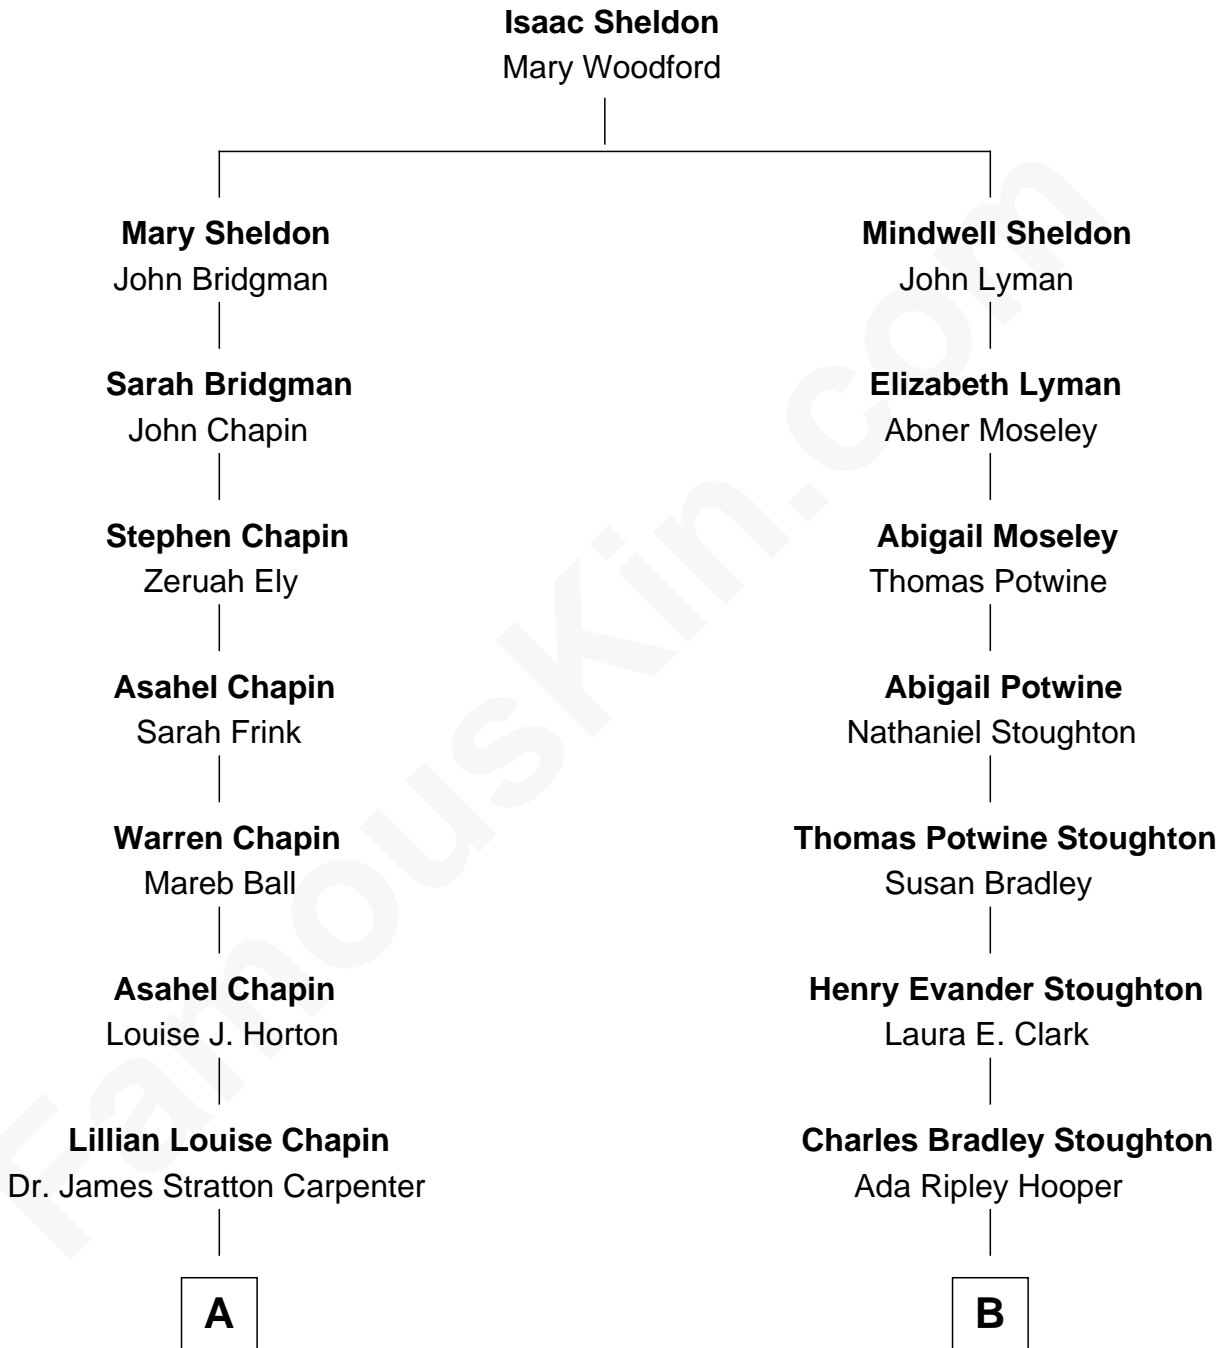 Isaac Sheldon
Mary Woodford
Mary Sheldon
John Bridgman
Sarah Bridgman
John Chapin
Stephen Chapin
Zeruah Ely
Asahel Chapin
Sarah Frink
Warren Chapin
Mareb Ball
Asahel Chapin
Louise J. Horton
Lillian Louise Chapin
Dr. James Stratton Carpenter
A
Mindwell Sheldon
John Lyman
Elizabeth Lyman
Abner Moseley
Abigail Moseley
Thomas Potwine
Abigail Potwine
Nathaniel Stoughton
Thomas Potwine Stoughton
Susan Bradley
Henry Evander Stoughton
Laura E. Clark
Charles Bradley Stoughton
Ada Ripley Hooper
B
FamousKin.com